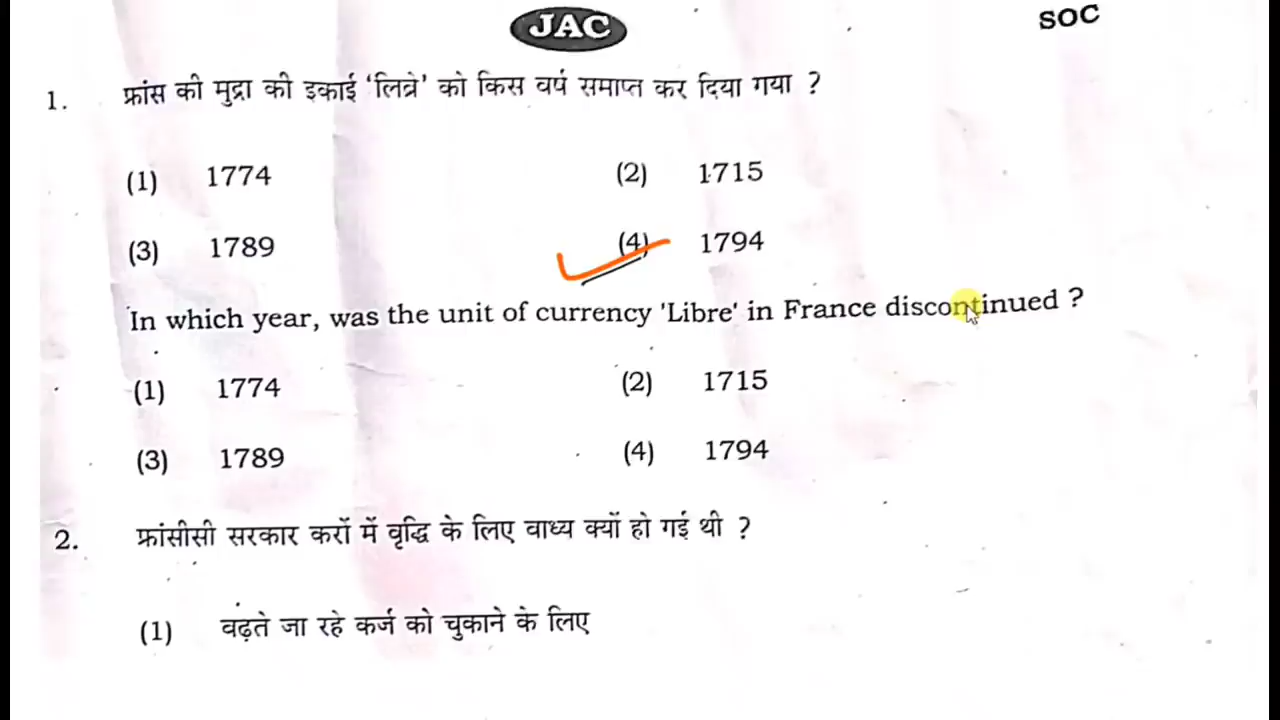 JAC
SOC
1. फ्रांस की मुद्रा की इकाई 'लिव्रे' को किस वर्ष समाप्त कर दिया गया ?
(1) 1774 (2) 1715
(3) 1789 (4) 1794
In which year, was the unit of currency 'Libre' in France discontinued ?
(1) 1774 (2) 1715
(3) 1789 (4) 1794
2. फ्रांसीसी सरकार करों में वृद्धि के लिए वाध्य क्यों हो गई थी ?
(1) वढ़ते जा रहे कर्ज को चुकाने के लिए